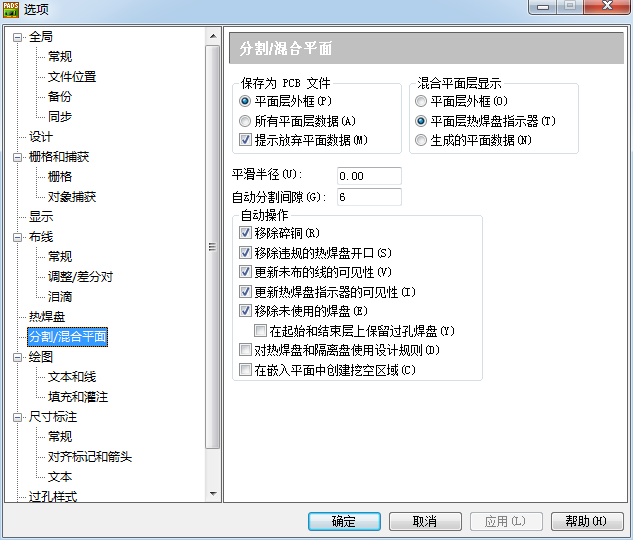 PADS
选项
全局
常规
文件位置
备份
同步
设计
栅格和捕获
栅格
对象捕获
显示
布线
常规
调整/差分对
泪滴
热焊盘
分割/混合平面
绘图
文本和线
填充和灌注
尺寸标注
常规
对齐标记和箭头
文本
过孔样式
分割/混合平面
保存为 PCB 文件
平面层外框(P)
所有平面层数据(A)
提示放弃平面数据(M)
混合平面层显示
平面层外框(O)
平面层热焊盘指示器(T)
生成的平面数据(N)
平滑半径(U): 0.00
自动分割间隙(G): 6
自动操作
移除碎铜(R)
移除违规的热焊盘开口(S)
更新未布的线的可见性(V)
更新热焊盘指示器的可见性(I)
移除未使用的焊盘(E)
在起始和结束层上保留过孔焊盘(Y)
对热焊盘和隔离盘使用设计规则(D)
在嵌入平面中创建挖空区域(C)
确定 取消 应用(L) 帮助(H)